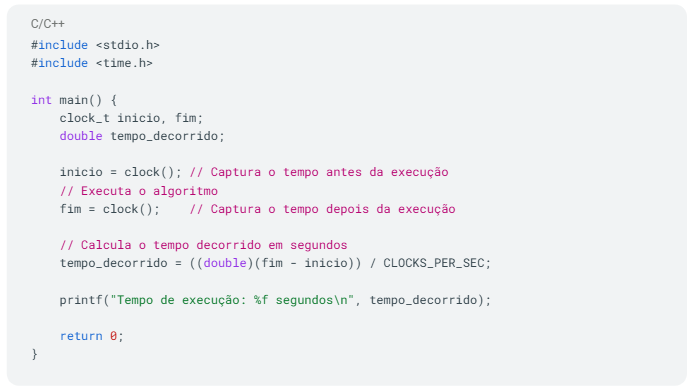 C/C++
#include <stdio.h>
#include <time.h>
int main() {
clock_t inicio, fim;
double tempo_decorrido;
inicio = clock(); // Captura o tempo antes da execução
// Executa o algoritmo
fim = clock(); // Captura o tempo depois da execução
// Calcula o tempo decorrido em segundos
tempo_decorrido = ((double)(fim - inicio)) / CLOCKS_PER_SEC;
printf("Tempo de execução: %f segundos\n", tempo_decorrido);
return 0;
}